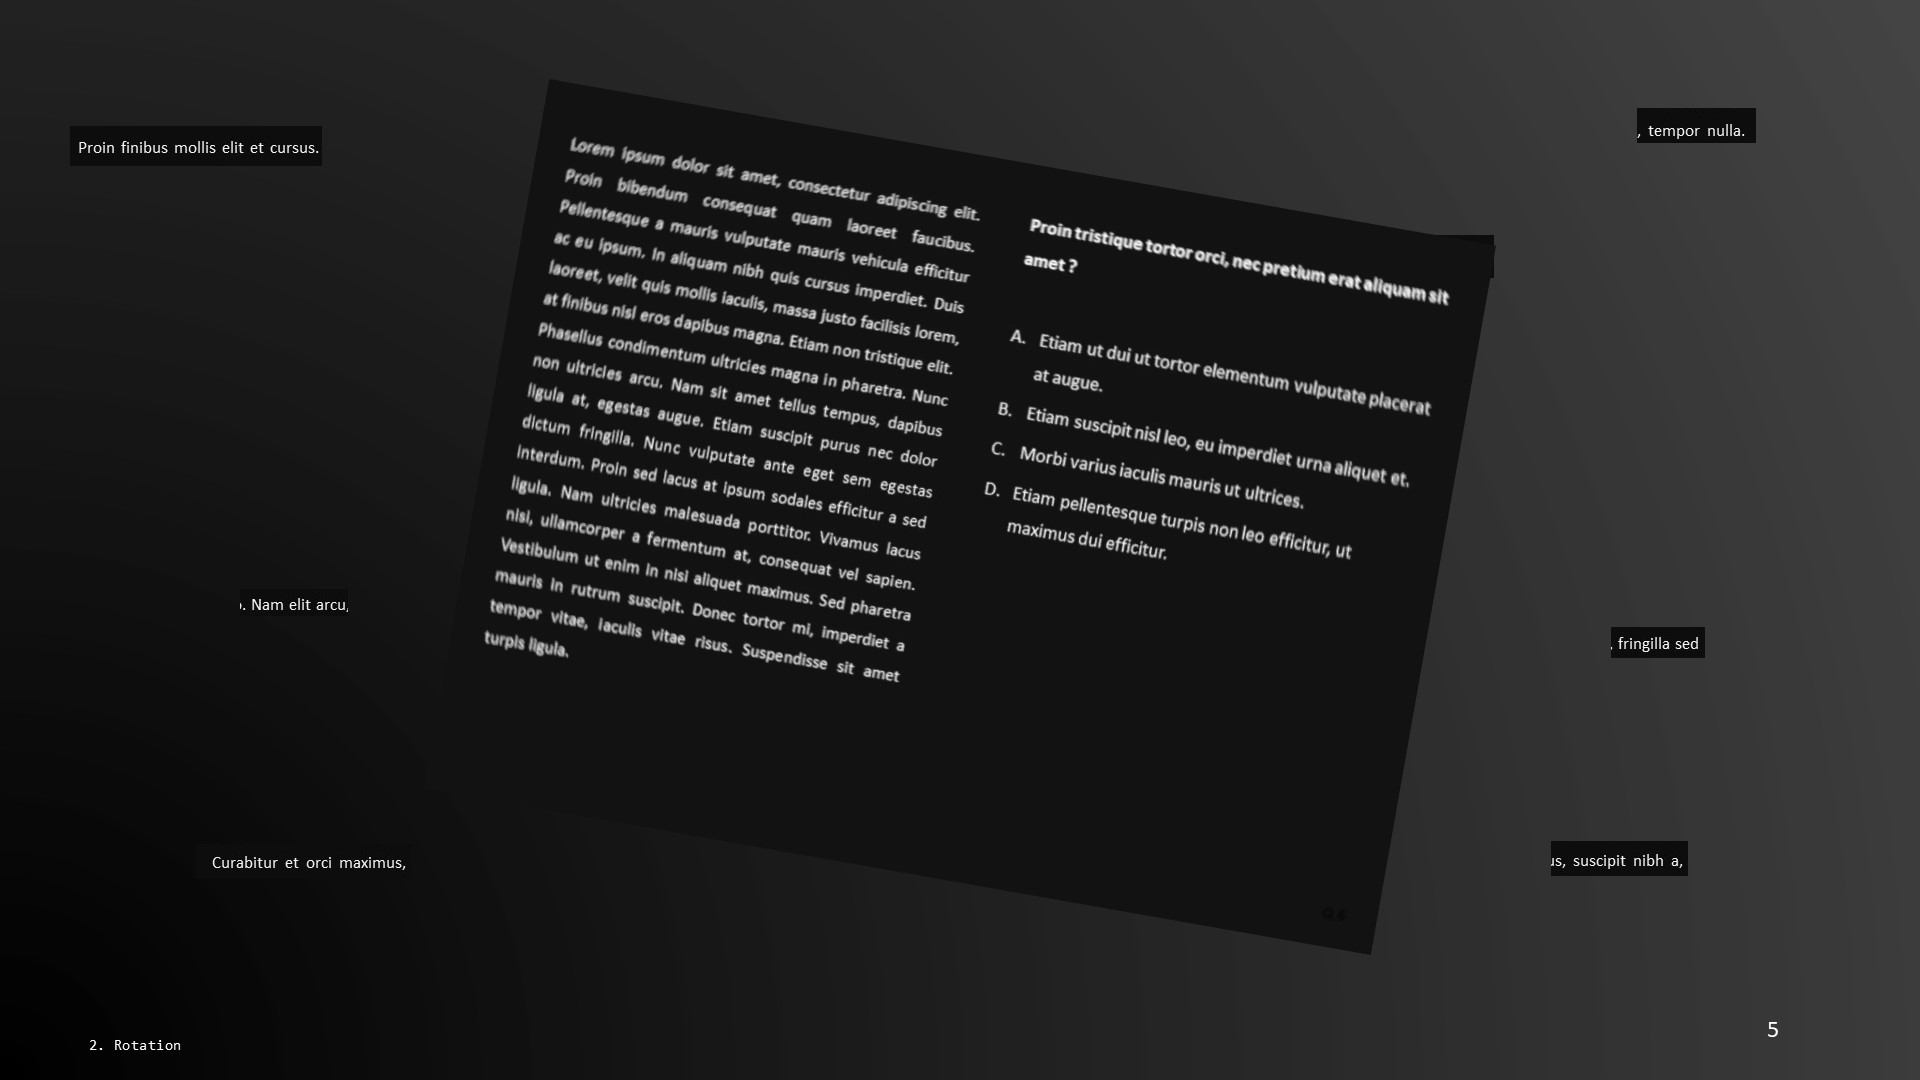 Proin finibus mollis elit et cursus.
, tempor nulla.
Lorem ipsum dolor sit amet, consectetur adipiscing elit.
Proin bibendum consequat quam laoreet faucibus.
Pellentesque a mauris vulputate mauris vehicula efficitur
ac eu ipsum. In aliquam nibh quis cursus imperdiet. Duis
laoreet, velit quis mollis iaculis, massa justo facilisis lorem,
at finibus nisl eros dapibus magna. Etiam non tristique elit.
Phasellus condimentum ultricies magna in pharetra. Nunc
non ultricies arcu. Nam sit amet tellus tempus, dapibus
ligula at, egestas augue. Etiam suscipit purus nec dolor
dictum fringilla. Nunc vulputate ante eget sem egestas
interdum. Proin sed lacus at ipsum sodales efficitur a sed
ligula. Nam ultricies malesuada porttitor. Vivamus lacus
nisi, ullamcorper a fermentum at, consequat vel sapien.
Vestibulum ut enim in nisi aliquet maximus. Sed pharetra
mauris in rutrum suscipit. Donec tortor mi, imperdiet a
tempor vitae, iaculis vitae risus. Suspendisse sit amet
turpis ligula.
Proin tristique tortor orci, nec pretium erat aliquam sit
amet ?
A. Etiam ut dui ut tortor elementum vulputate placerat
at augue.
B. Etiam suscipit nisl leo, eu imperdiet urna aliquet et.
C. Morbi varius iaculis mauris ut ultrices.
D. Etiam pellentesque turpis non leo efficitur, ut
maximus dui efficitur.
. Nam elit arcu,
, fringilla sed
Curabitur et orci maximus,
us, suscipit nibh a,
2. Rotation
5